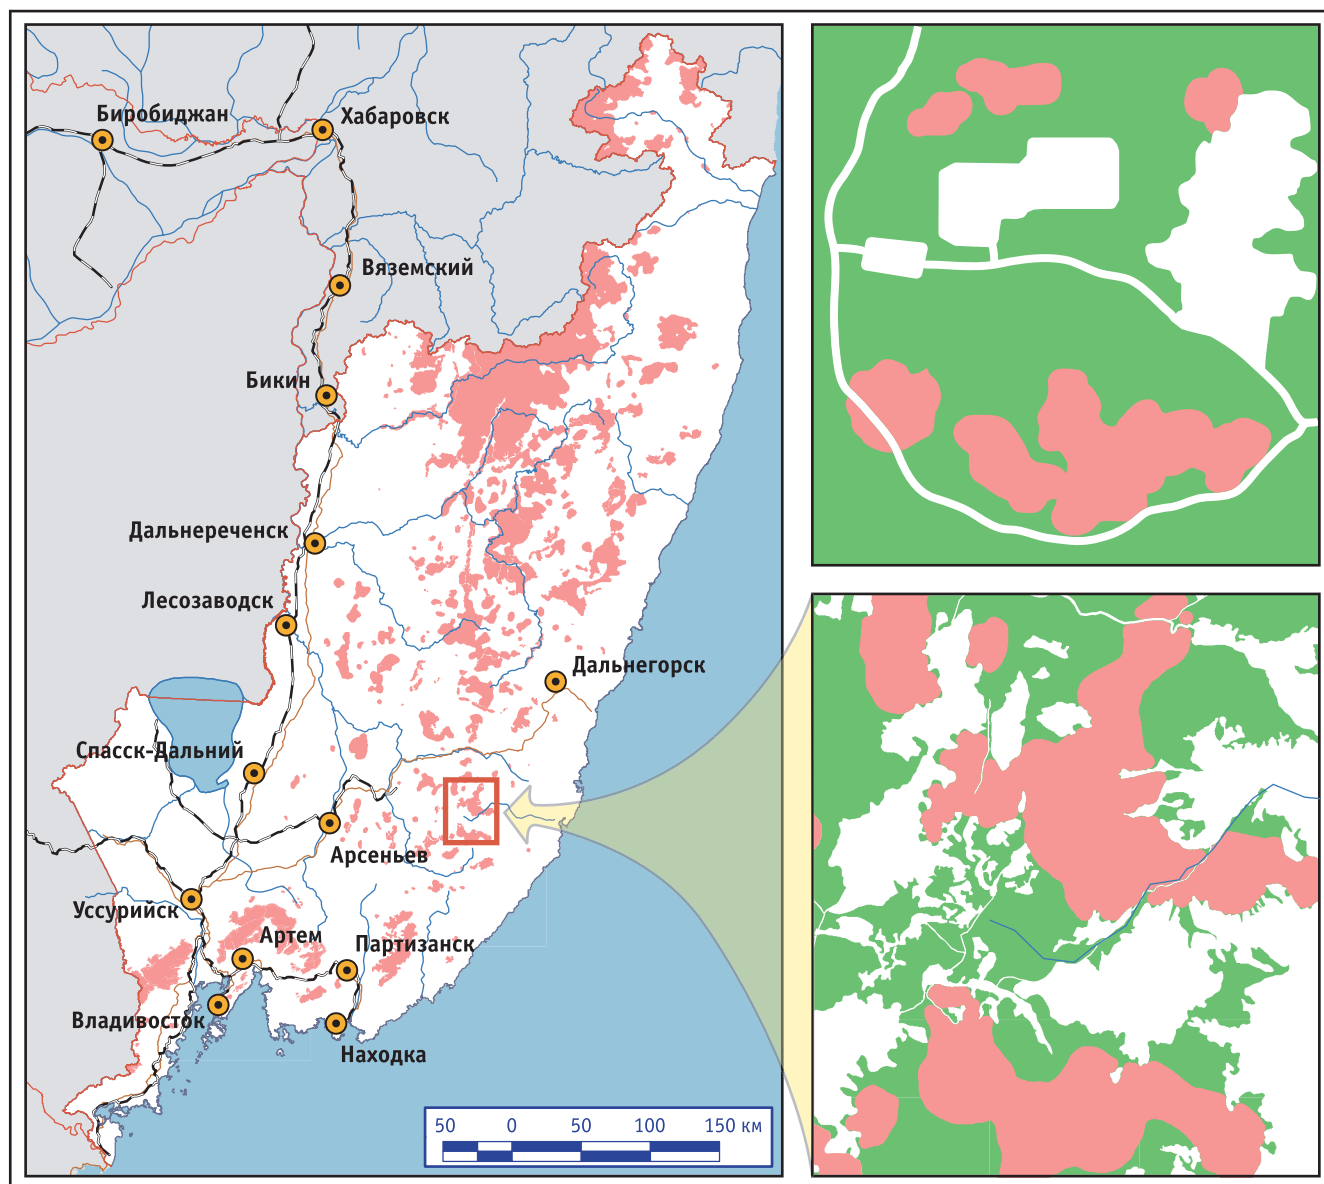 Биробиджан
Хабаровск
Вяземский
Бикин
Дальнереченск
Лесозаводск
Дальнегорск
Спасск-Дальний
Арсеньев
Уссурийск
Артем
Партизанск
Владивосток
Находка
50 0 50 100 150 км